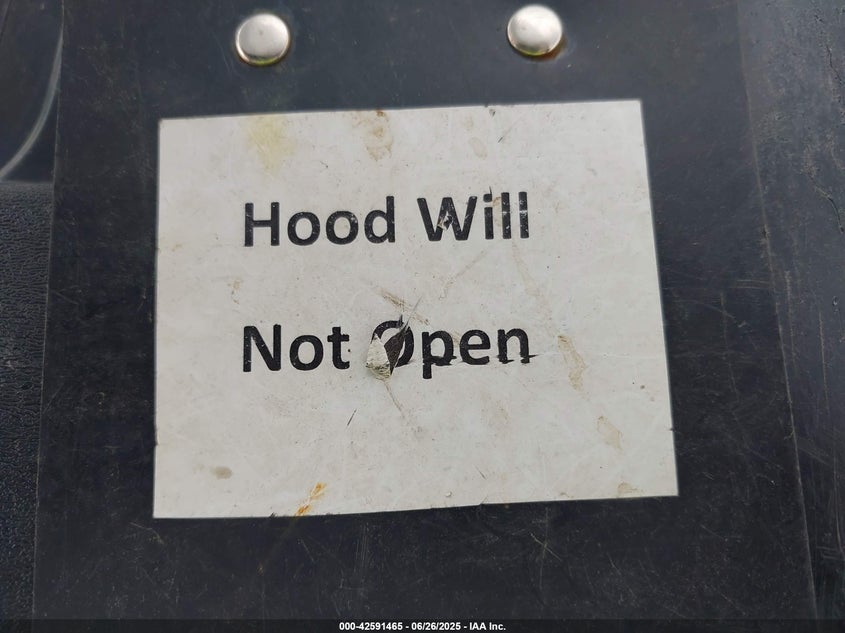 Hood Will
Not Open
000-42591465 - 06/26/2025 - IAA Inc.